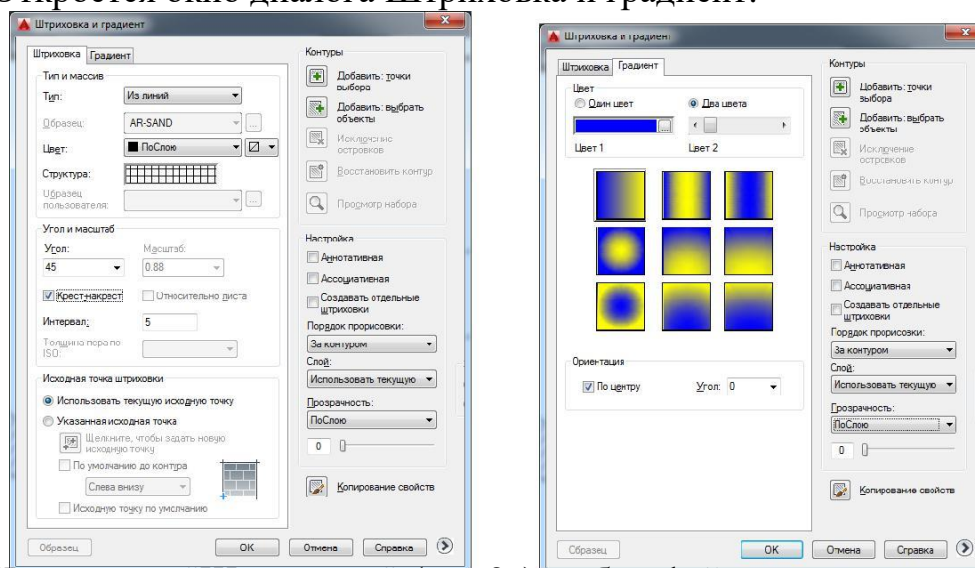 Откроется окно диалога Штриховка и градиент:
Штриховка и градиент
Штриховка Градиент
Тип и массив
Тип: Из линий
Образец: AR-SAND ...
Цвет: ПоСлою
Структура:
Образец
пользователя: ...
Угол и масштаб
Угол: Масштаб:
45 0.88
Крест-накрест Относительно листа
Интервал: 5
Толщина пера по
ISO:
Исходная точка штриховки
Использовать текущую исходную точку
Указанная исходная точка
Щелкните, чтобы задать новую
исходную точку
По умолчанию до контура
Слева внизу
Исходную точку по умолчанию
Контуры
Добавить: точки
выбора
Добавить: выбрать
объекты
Исключение
островков
Восстановить контур
Просмотр набора
Настройка
Аннотативная
Ассоциативная
Создавать отдельные
штриховки
Порядок прорисовки:
За контуром
Слой:
Использовать текущую
Прозрачность:
ПоСлою
0
Копирование свойств
Образец OK Отмена Справка
Штриховка и градиент
Штриховка Градиент
Цвет
Один цвет Два цвета
...
Цвет 1 Цвет 2
Ориентация
По центру Угол: 0
Контуры
Добавить: точки
выбора
Добавить: выбрать
объекты
Исключение
островков
Восстановить контур
Просмотр набора
Настройка
Аннотативная
Ассоциативная
Создавать отдельные
штриховки
Порядок прорисовки:
За контуром
Слой:
Использовать текущую
Прозрачность:
ПоСлою
0
Копирование свойств
Образец OK Отмена Справка